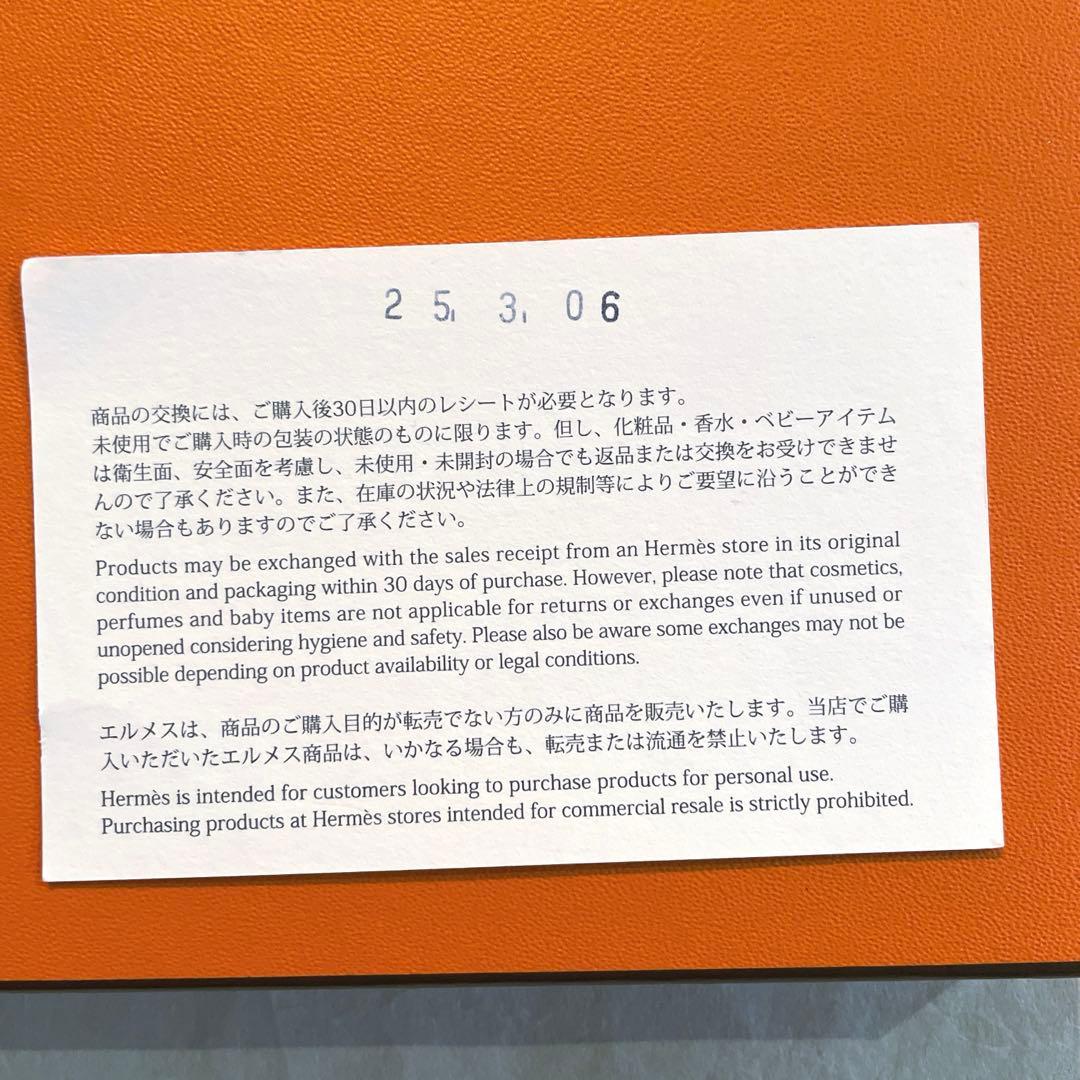 25. 3. 06
商品の交換には、ご購入後30日以内のレシートが必要となります。
未使用でご購入時の包装の状態のものに限ります。但し、化粧品・香水・ベビーアイテム
は衛生面、安全面を考慮し、未使用・未開封の場合でも返品または交換をお受けできませ
んので了承ください。また、在庫の状況や法律上の規制等によりご要望に沿うことができ
ない場合もありますのでご了承ください。
Products may be exchanged with the sales receipt from an Hermès store in its original
condition and packaging within 30 days of purchase. However, please note that cosmetics,
perfumes and baby items are not applicable for returns or exchanges even if unused or
unopened considering hygiene and safety. Please also be aware some exchanges may not be
possible depending on product availability or legal conditions.
エルメスは、商品のご購入目的が転売でない方のみに商品を販売いたします。当店でご購
入いただいたエルメス商品は、いかなる場合も、転売または流通を禁止いたします。
Hermès is intended for customers looking to purchase products for personal use.
Purchasing products at Hermès stores intended for commercial resale is strictly prohibited.